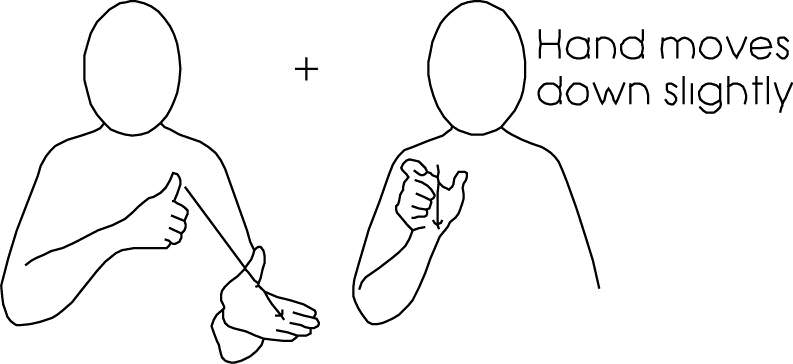 +
Hand moves
down slightly